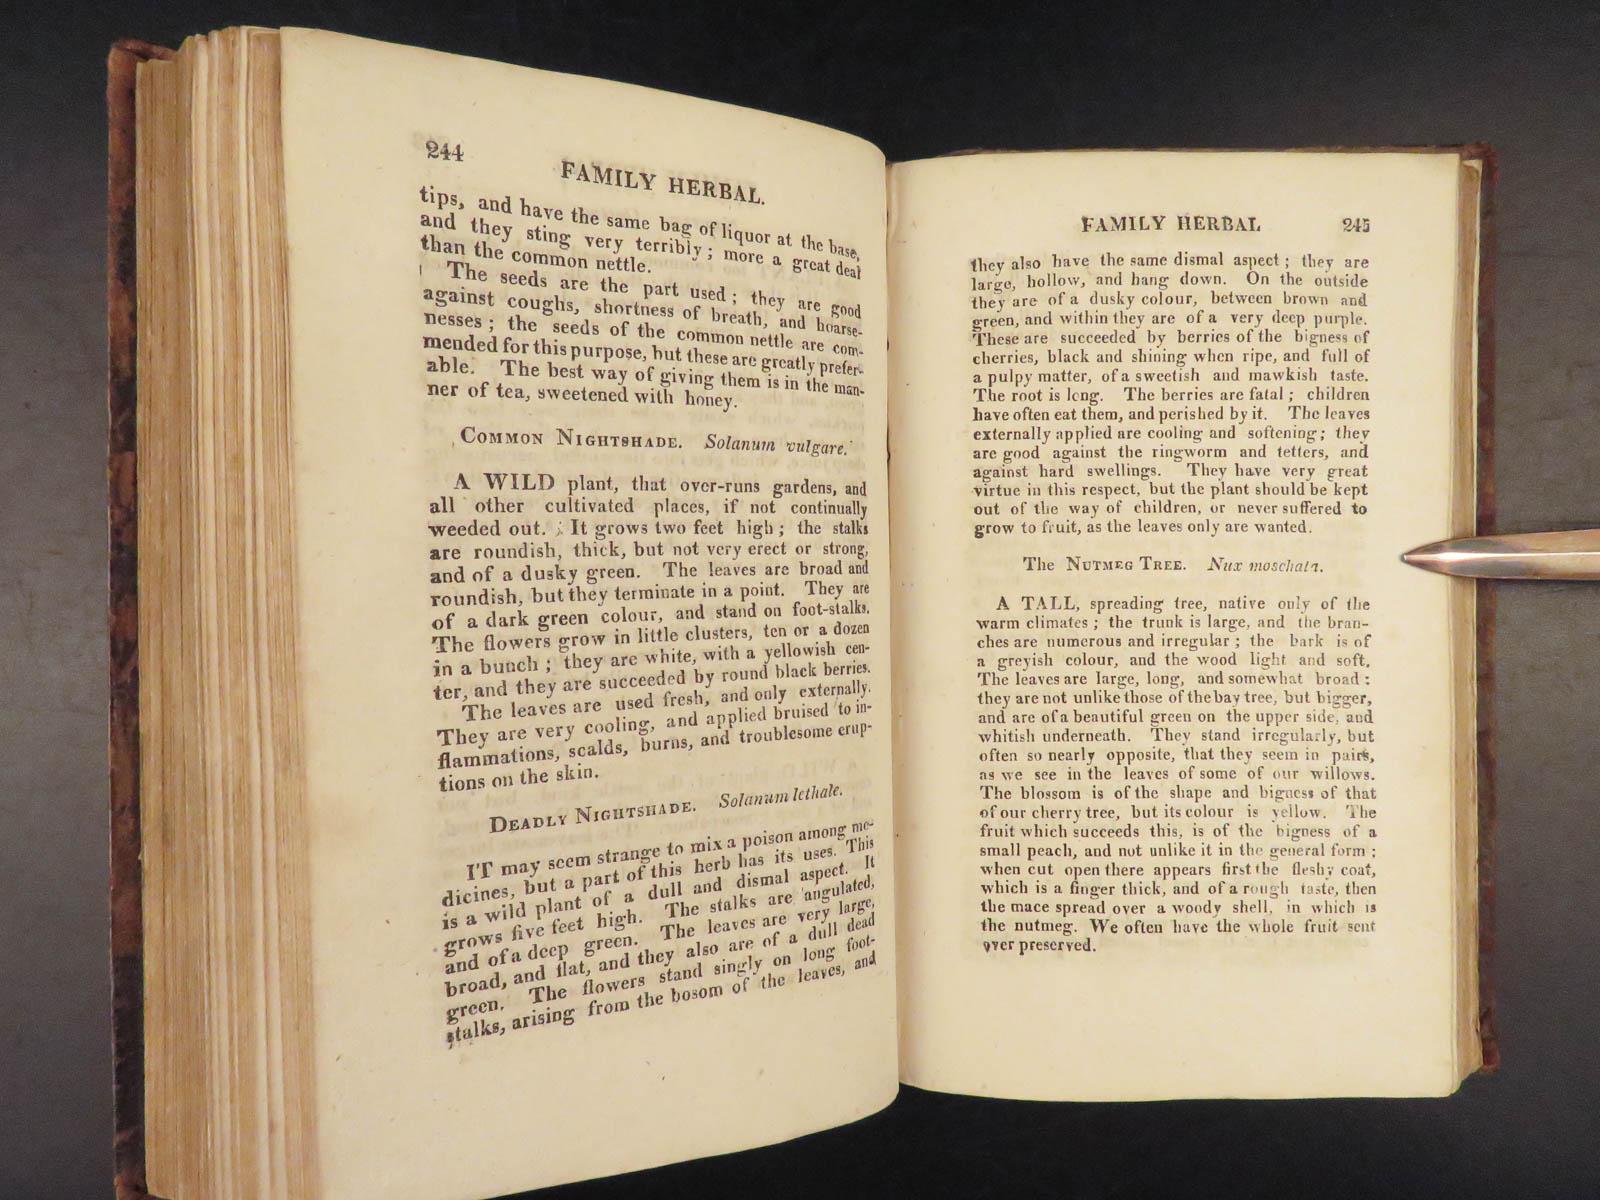 244
FAMILY HERBAL.
tips, and have the same bag of liquor at the base,
and they sting very terribly; more a great deal
than the common nettle.
The seeds are the part used; they are good
against coughs, shortness of breath, and hoarse-
nesses; the seeds of the common nettle are com-
mended for this purpose, but these are greatly prefer-
able. The best way of giving them is in the man-
ner of tea, sweetened with honey.
COMMON NIGHTSHADE. Solanum vulgare.
A WILD plant, that over-runs gardens, and
all other cultivated places, if not continually
weeded out. It grows two feet high; the stalks
are roundish, thick, but not very erect or strong,
and of a dusky green. The leaves are broad and
roundish, but they terminate in a point. They are
of a dark green colour, and stand on foot-stalks.
The flowers grow in little clusters, ten or a dozen
in a bunch; they are white, with a yellowish cen-
ter, and they are succeeded by round black berries.
The leaves are used fresh, and only externally.
They are very cooling, and applied bruised to in-
flammations, scalds, burns, and troublesome erup-
tions on the skin.
DEADLY NIGHTSHADE. Solanum lethale.
IT may seem strange to mix a poison among me-
dicines, but a part of this herb has its uses. This
is a wild plant of a dull and dismal aspect. It
grows five feet high. The stalks are angulated,
and of a deep green. The leaves are very large,
broad, and flat, and they also are of a dull dead
green. The flowers stand singly on long foot-
stalks, arising from the bosom of the leaves, and
FAMILY HERBAL 245
they also have the same dismal aspect; they are
large, hollow, and hang down. On the outside
they are of a dusky colour, between brown and
green, and within they are of a very deep purple.
These are succeeded by berries of the bigness of
cherries, black and shining when ripe, and full of
a pulpy matter, of a sweetish and mawkish taste.
The root is long. The berries are fatal; children
have often eat them, and perished by it. The leaves
externally applied are cooling and softening; they
are good against the ringworm and tetters, and
against hard swellings. They have very great
virtue in this respect, but the plant should be kept
out of the way of children, or never suffered to
grow to fruit, as the leaves only are wanted.
The NUTMEG TREE. Nux moschata.
A TALL, spreading tree, native only of the
warm climates; the trunk is large, and the bran-
ches are numerous and irregular; the bark is of
a greyish colour, and the wood light and soft.
The leaves are large, long, and somewhat broad:
they are not unlike those of the bay tree, but bigger,
and are of a beautiful green on the upper side, and
whitish underneath. They stand irregularly, but
often so nearly opposite, that they seem in pairs,
as we see in the leaves of some of our willows.
The blossom is of the shape and bigness of that
of our cherry tree, but its colour is yellow. The
fruit which succeeds this, is of the bigness of a
small peach, and not unlike it in the general form;
when cut open there appears first the fleshy coat,
which is a finger thick, and of a rough taste, then
the mace spread over a woody shell, in which is
the nutmeg. We often have the whole fruit sent
over preserved.